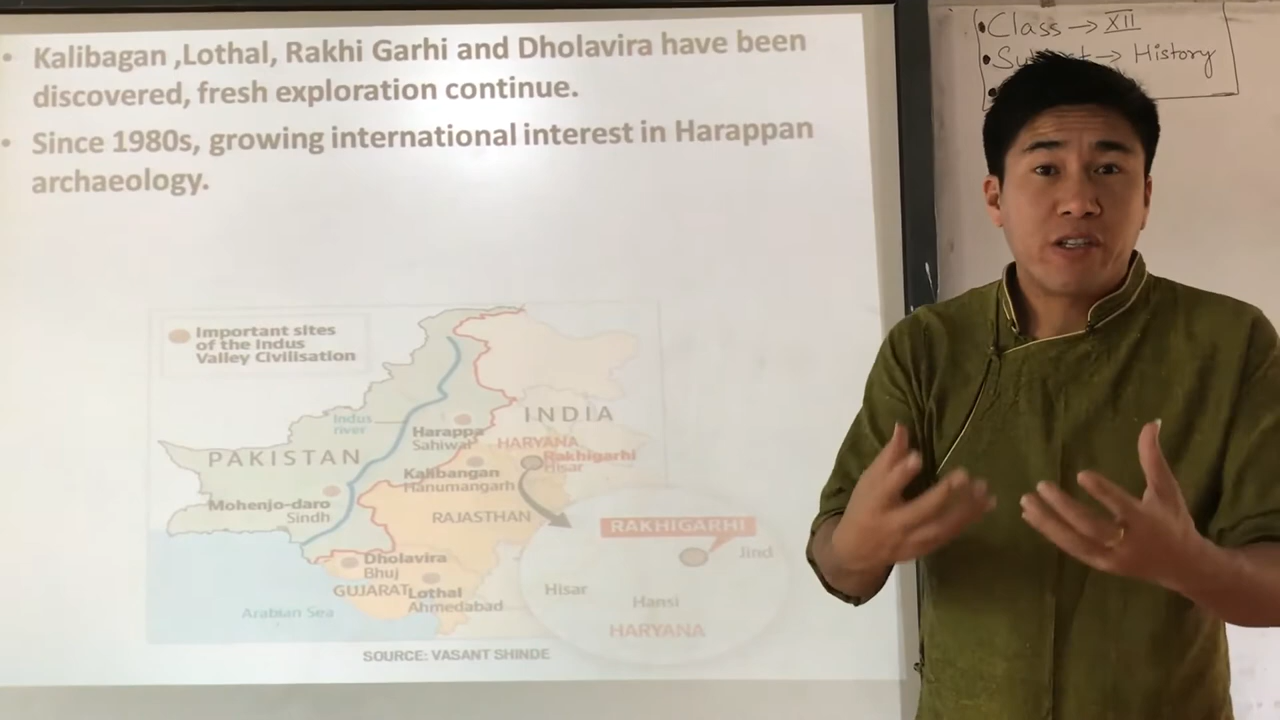 • Kalibagan ,Lothal, Rakhi Garhi and Dholavira have been
discovered, fresh exploration continue.
• Since 1980s, growing international interest in Harappan
archaeology.
Important sites
of the Indus
Valley Civilisation
Indus
river
INDIA
Harappa
Sahiwal
HARYANA
Rakhigarhi
Hisar
PAKISTAN
Kalibangan
Hanumangarh
Mohenjo-daro
Sindh
RAJASTHAN
RAKHIGARHI
Jind
Dholavira
Bhuj
GUJARAT
Lothal
Ahmedabad
Hisar
Hansi
HARYANA
Arabian Sea
SOURCE: VASANT SHINDE
• Class → XII
• → History